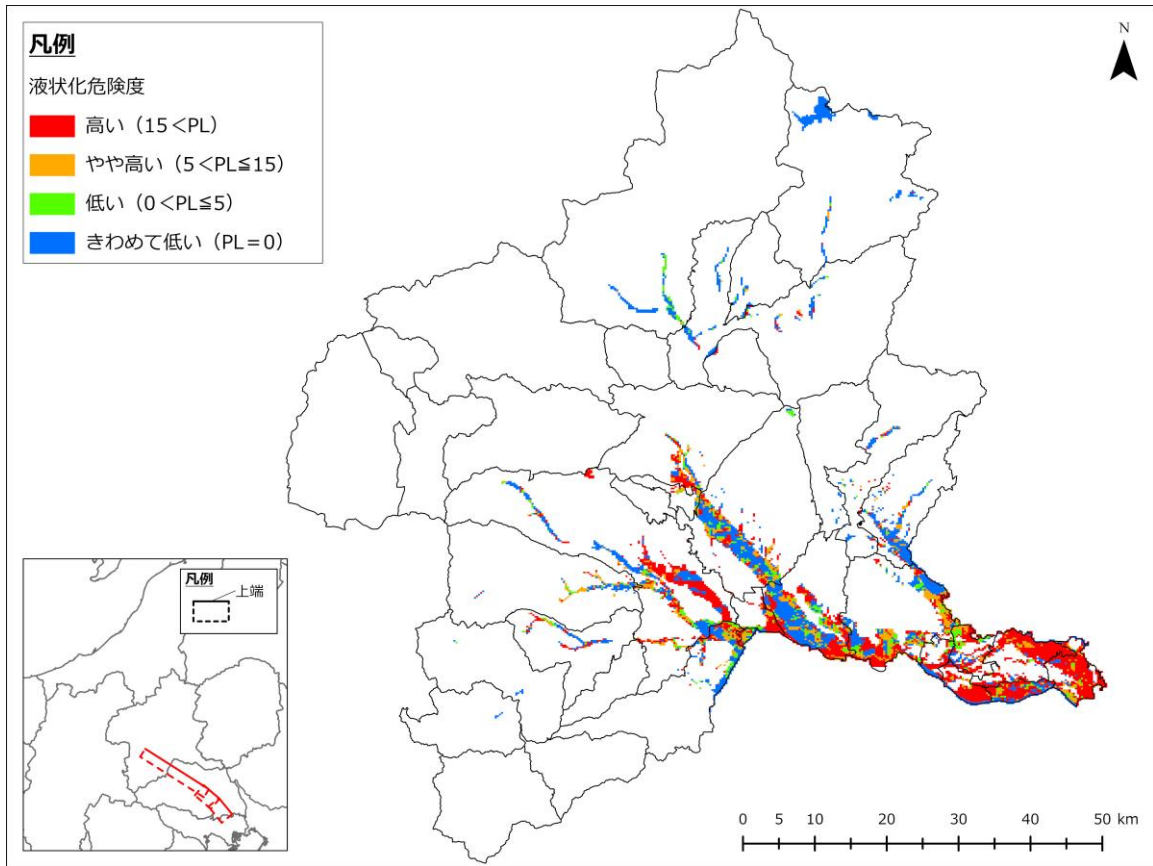 凡例
液状化危険度
高い（15＜PL）
やや高い（5＜PL≦15）
低い（0＜PL≦5）
きわめて低い（PL＝0）
N
凡例
上端
0 5 10 20 30 40 50 km